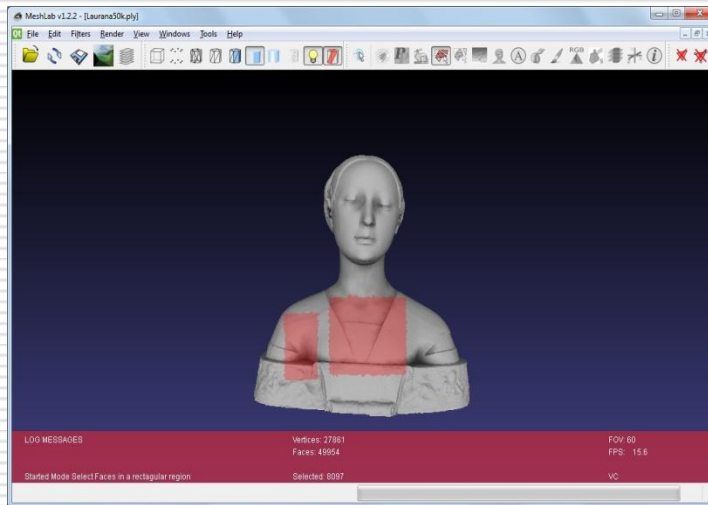 MeshLab v1.2.2 - [Laurana50k.ply]
File Edit Filters Render View Windows Tools Help
A RGB i
LOG MESSAGES Vertices: 27861 FOV: 60
Faces: 49954 FPS: 15.6
Started Mode Select Faces in a rectagular region Selected: 8097 VC